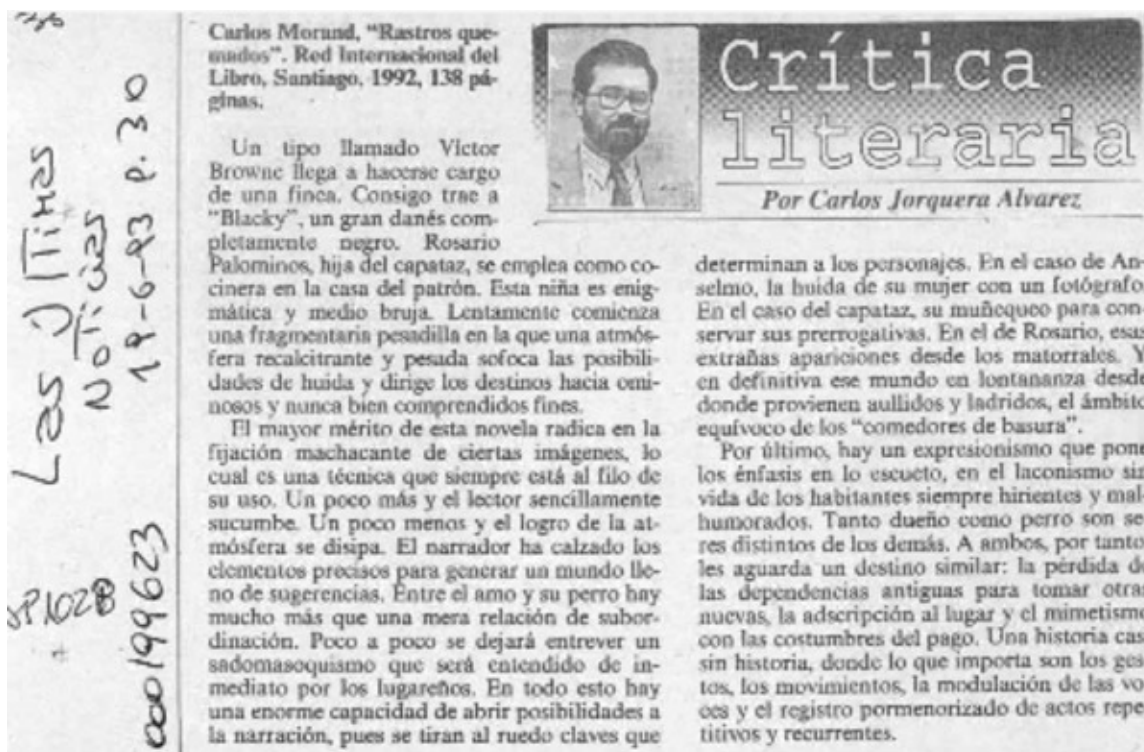 Carlos Morand, “Rastros que-
mados”. Red Internacional del
Libro, Santiago, 1992, 138 pá-
ginas.
Un tipo llamado Víctor
Browne llega a hacerse cargo
de una finca. Consigo trae a
“Blacky”, un gran danés com-
pletamente negro. Rosario
Palominos, hija del capataz, se emplea como co-
cinera en la casa del patrón. Esta niña es enig-
mática y medio bruja. Lentamente comienza
una fragmentaria pesadilla en la que una atmós-
fera recalcitrante y pesada sofoca las posibili-
dades de huida y dirige los destinos hacia omi-
nosos y nunca bien comprendidos fines.
El mayor mérito de esta novela radica en la
fijación machacante de ciertas imágenes, lo
cual es una técnica que siempre está al filo de
su uso. Un poco más y el lector sencillamente
sucumbe. Un poco menos y el logro de la at-
mósfera se disipa. El narrador ha calzado los
elementos precisos para generar un mundo lle-
no de sugerencias. Entre el amo y su perro hay
mucho más que una mera relación de subor-
dinación. Poco a poco se dejará entrever un
sadomasoquismo que será entendido de in-
mediato por los lugareños. En todo esto hay
una enorme capacidad de abrir posibilidades a
la narración, pues se tiran al ruedo claves que
Crítica
literaria
Por Carlos Jorquera Alvarez
determinan a los personajes. En el caso de An-
selmo, la huida de su mujer con un fotógrafo.
En el caso del capataz, su muñequeo para con-
servar sus prerrogativas. En el de Rosario, esas
extrañas apariciones desde los matorrales. Y
en definitiva ese mundo en lontananza desde
donde provienen aullidos y ladridos, el ámbito
equívoco de los “comedores de basura”.
Por último, hay un expresionismo que pone
los énfasis en lo escueto, en el laconismo sin
vida de los habitantes siempre hirientes y mal
humorados. Tanto dueño como perro son se-
res distintos de los demás. A ambos, por tanto
les aguarda un destino similar: la pérdida de
las dependencias antiguas para tomar otras
nuevas, la adscripción al lugar y el mimetismo
con las costumbres del pago. Una historia casi
sin historia, donde lo que importa son los ges-
tos, los movimientos, la modulación de las vo-
ces y el registro pormenorizado de actos repe-
titivos y recurrentes.
Las Últimas
Noticias
19-6-93 p. 30
000199623